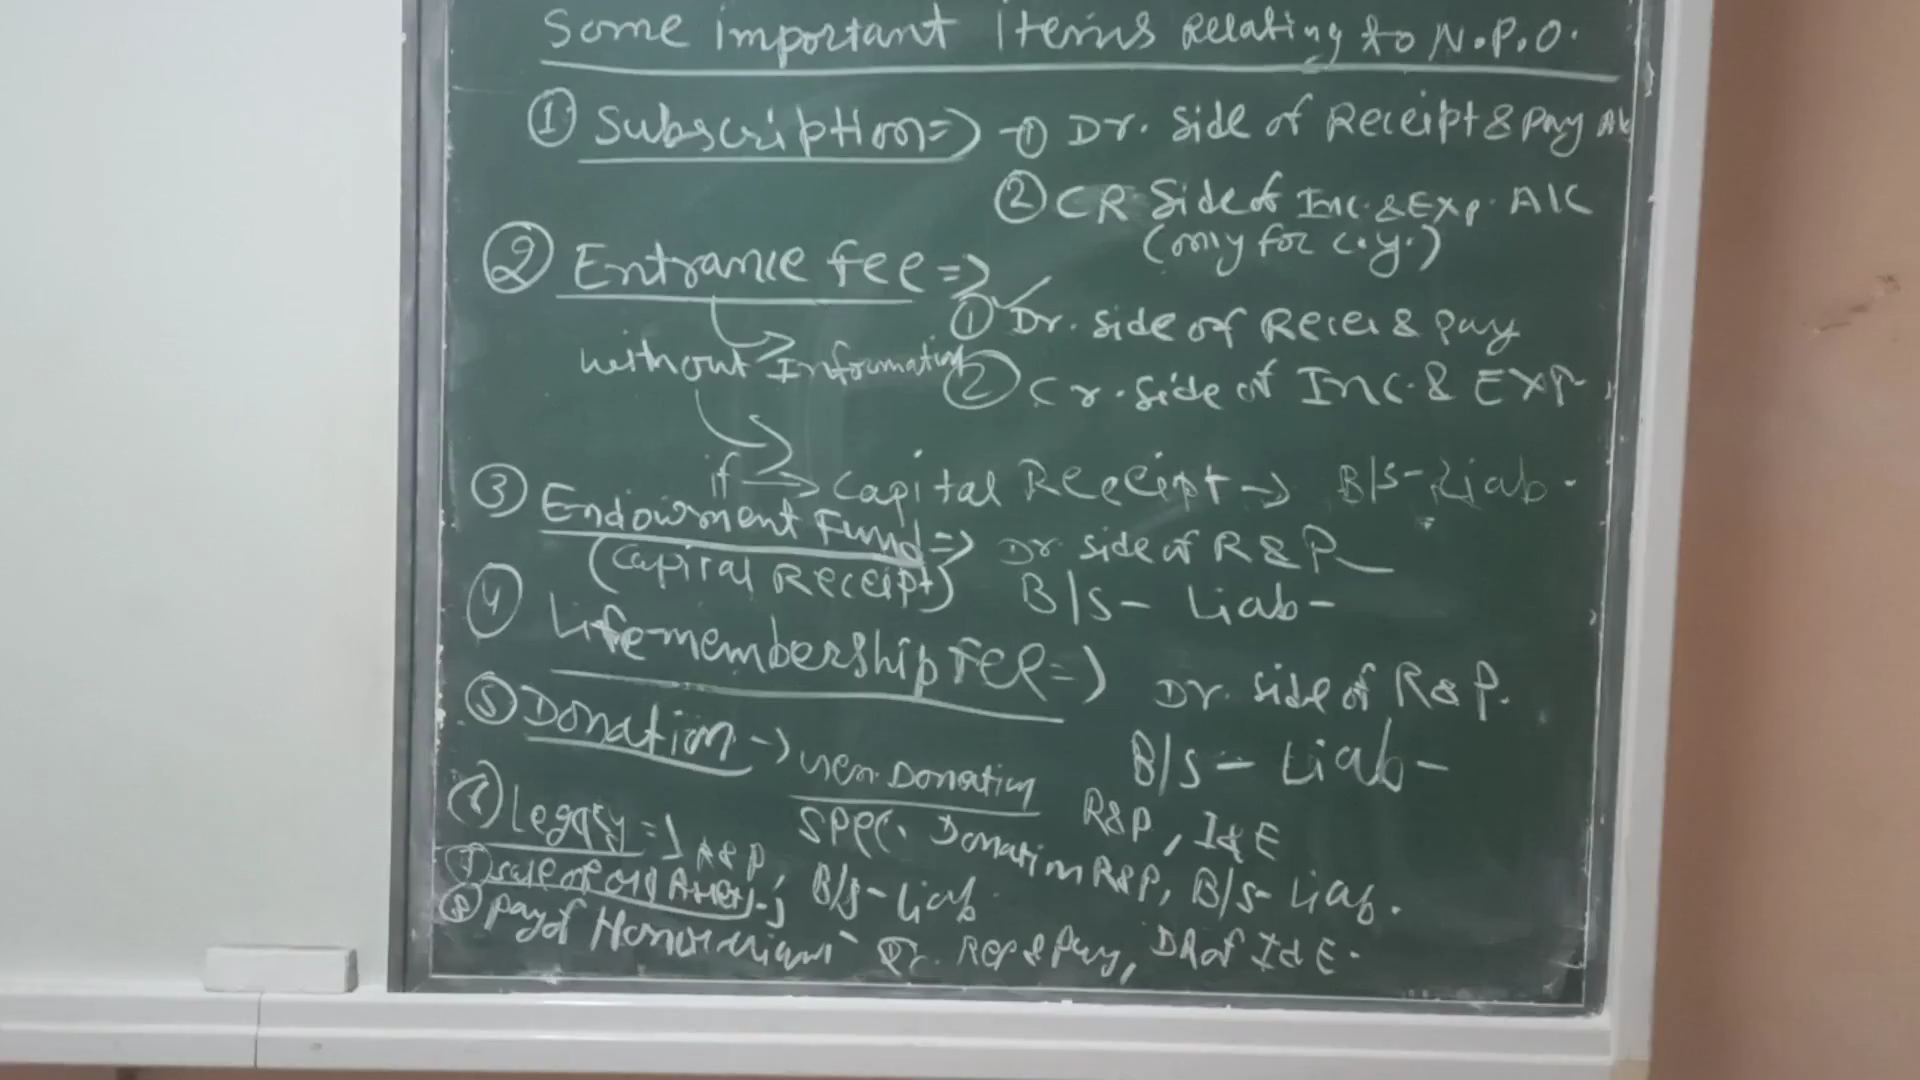 Some important items Relating to N.P.O.
① Subscription => ① Dr. Side of Receipt & Pay A/c
② CR Side of Inc. & Exp. A/C
(only for c.y.)
② Entrance fee =>
① Dr. side of Recei & pay
without Information
② Cr. side of Inc. & EXP.
if -> Capital Receipt -> B/S - Liab.
③ Endowment Fund => Dr side of R & P
(Capital Receipt) B/S - Liab -
④ Life membership Fee => Dr. side of R & P.
B/S - Liab -
⑤ Donation -> Gen. Donation R&P, I&E
Spec. Donation R&P, B/S - Liab.
⑥ Legacy => R&P, B/S - Liab
⑦ sale of old Asset
⑧ pay of Honorarium Rec & Pay, DR of I & E.